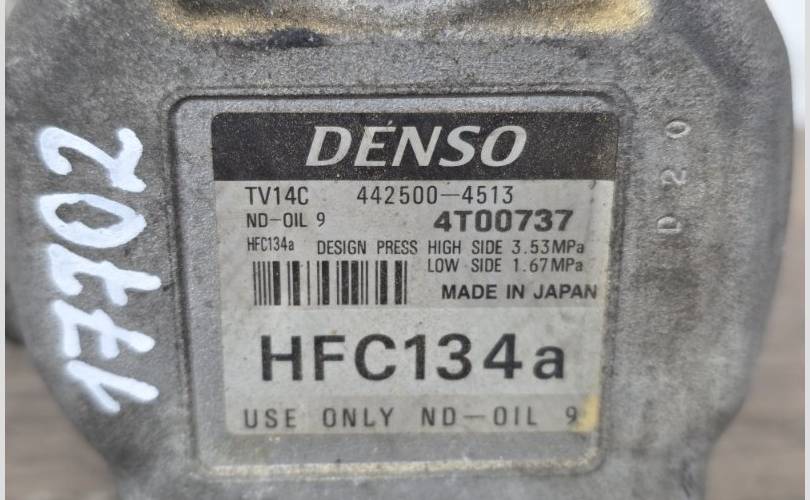 DENSO
TV14C 442500-4513
ND-OIL 9 4T00737
HFC134a DESIGN PRESS HIGH SIDE 3.53MPa
LOW SIDE 1.67MPa
MADE IN JAPAN
HFC134a
USE ONLY ND-OIL 9
17702
D20